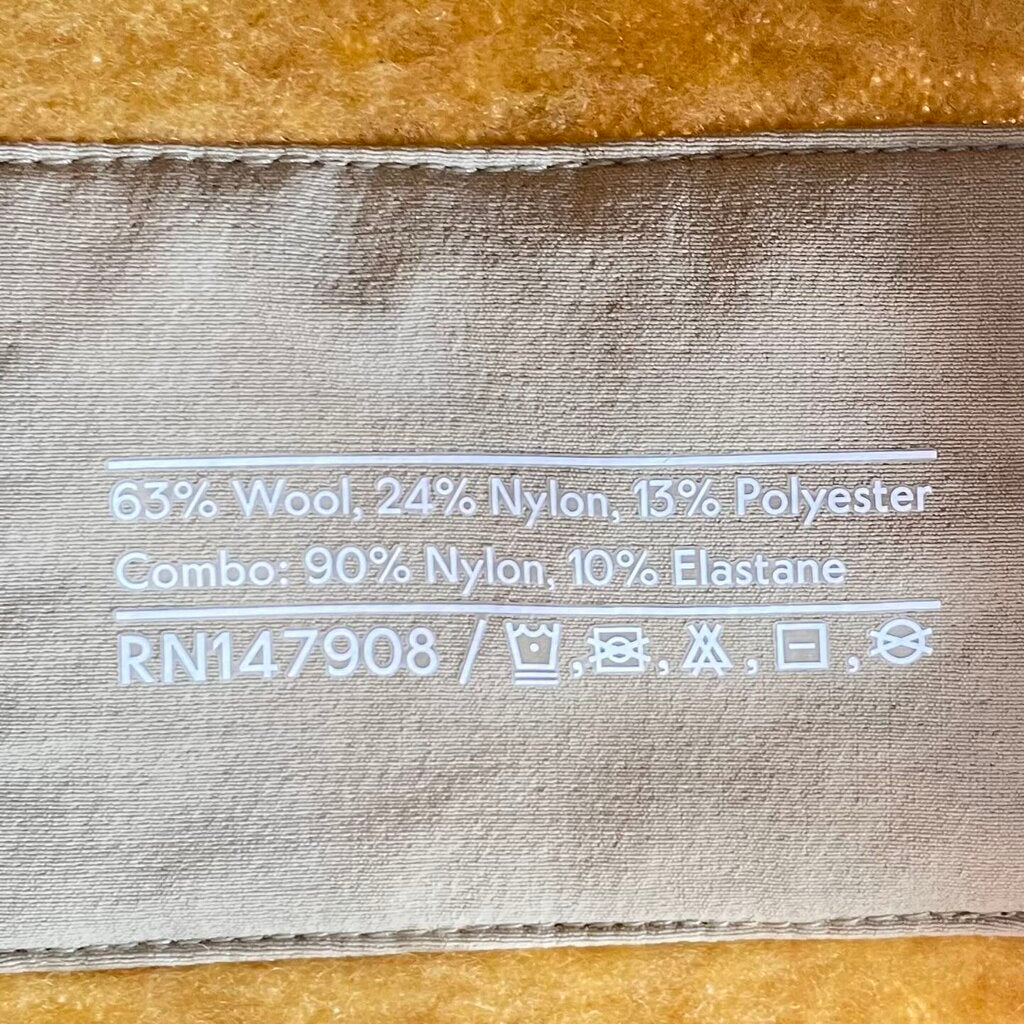 63% Wool, 24% Nylon, 13% Polyester
Combo: 90% Nylon, 10% Elastane
RN147908 /